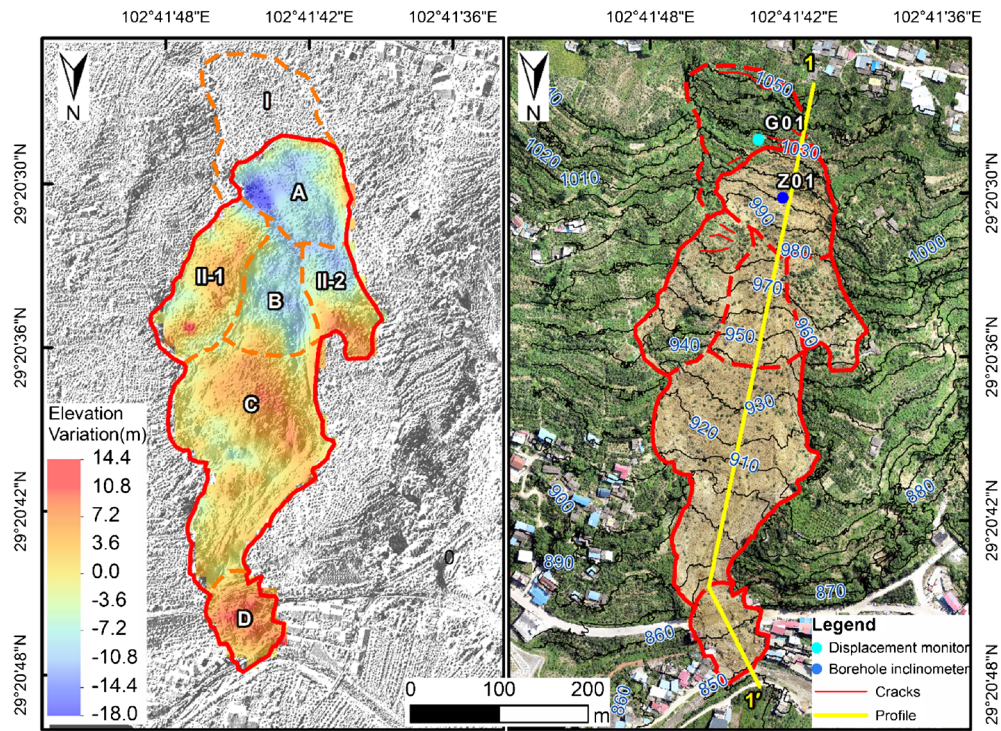 102°41'48"E
102°41'42"E
102°41'48"E
102°41'42"E
102°41'36"E
29°20'30"N
29°20'36"N
29°20'42"N
29°20'48"N
N
I
A
II-1
II-2
B
C
D
0
Elevation
Variation(m)
14.4
10.8
7.2
3.6
0.0
-3.6
-7.2
-10.8
-14.4
-18.0
0 100 200
m
N
1
1050
G01
1030
1020
1010
Z01
990
1000
980
970
960
950
940
930
920
910
900
890
880
870
860
860
850
1'
Legend
Displacement monitor
Borehole inclinometer
Cracks
Profile
29°20'30"N
29°20'36"N
29°20'42"N
29°20'48"N